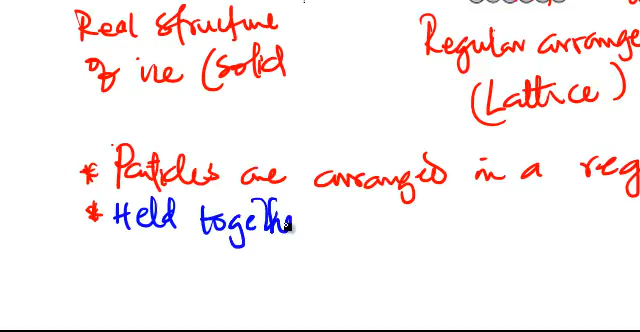 Real structure
of ice (Solid
Regular arrange
(Lattice)
* Particles are arranged in a reg
* Held togethe